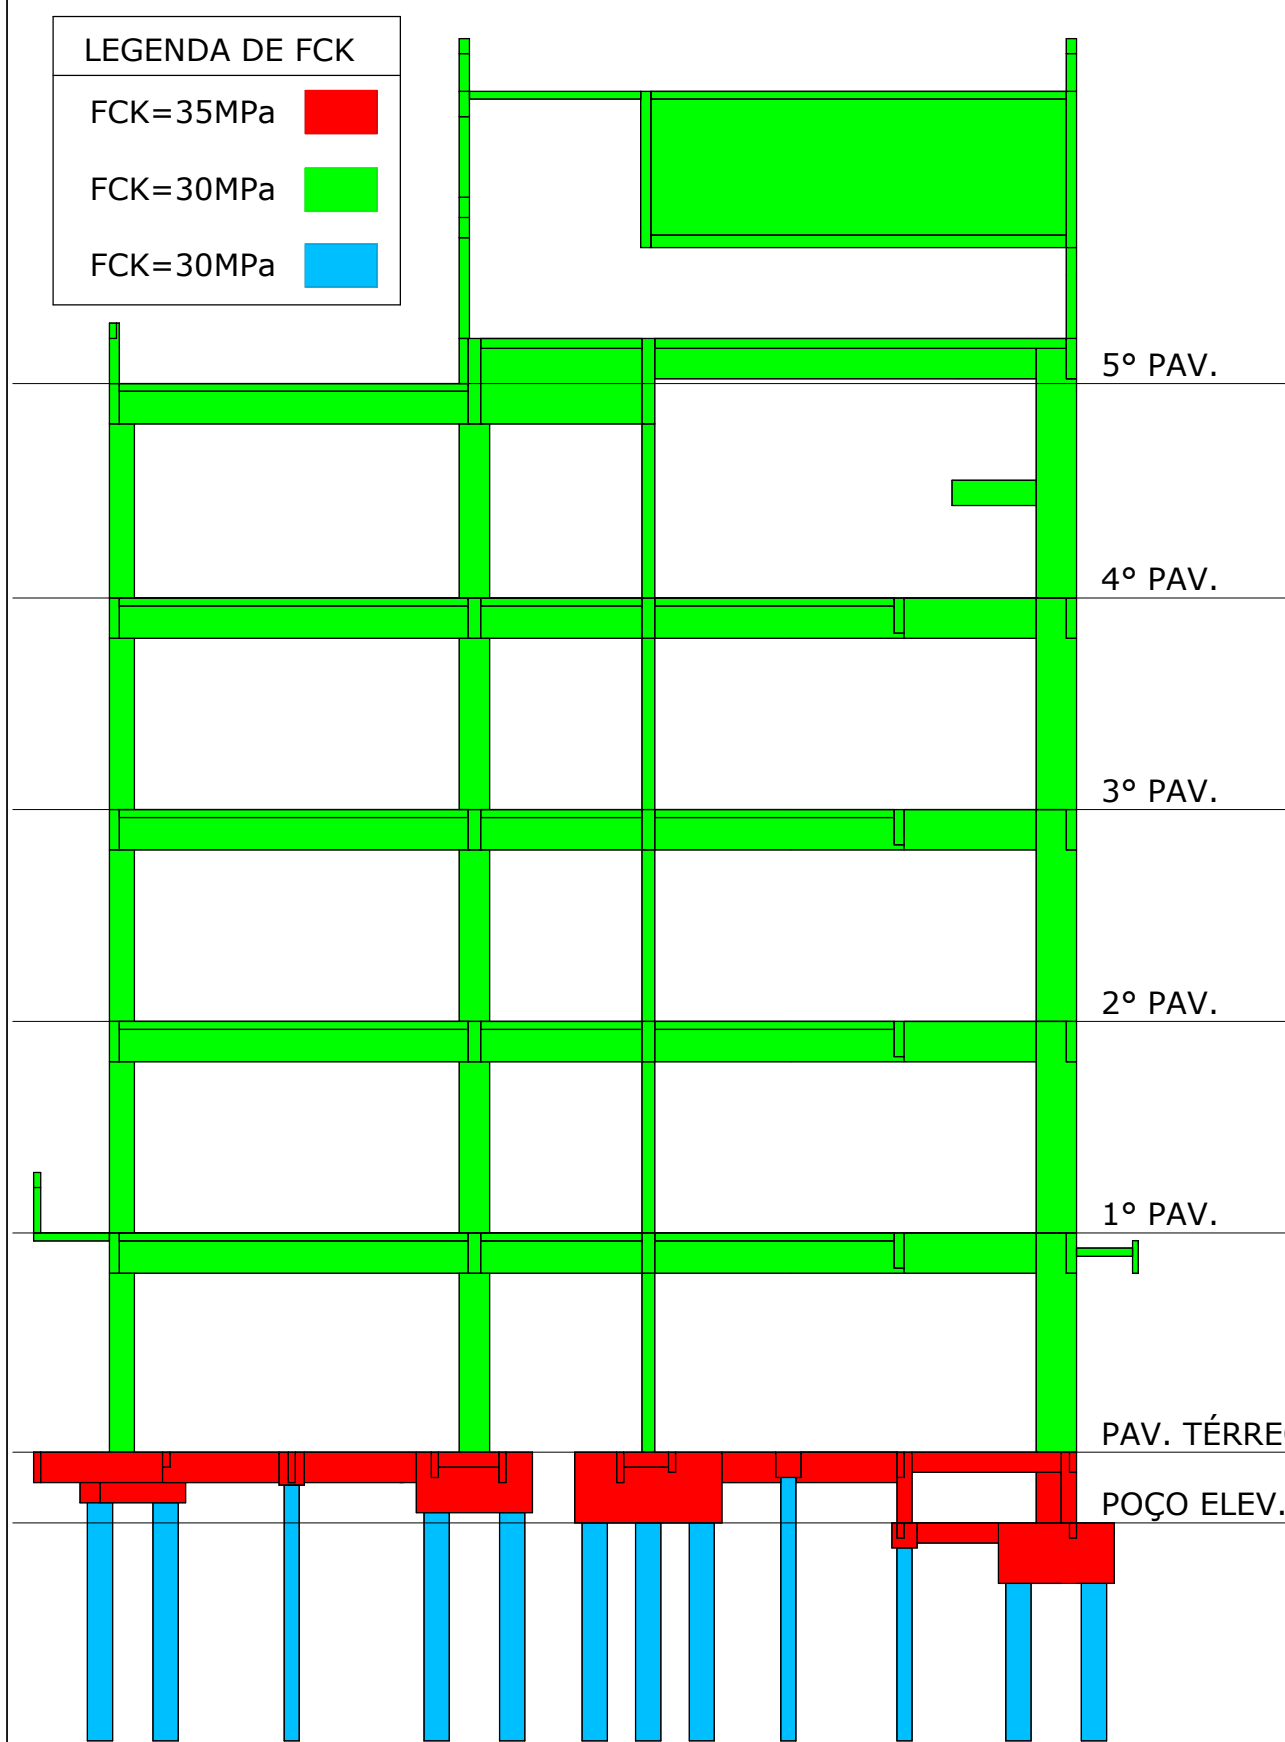 LEGENDA DE FCK
FCK=35MPa
FCK=30MPa
FCK=30MPa
5° PAV.
4° PAV.
3° PAV.
2° PAV.
1° PAV.
PAV.
POÇO ELEV.